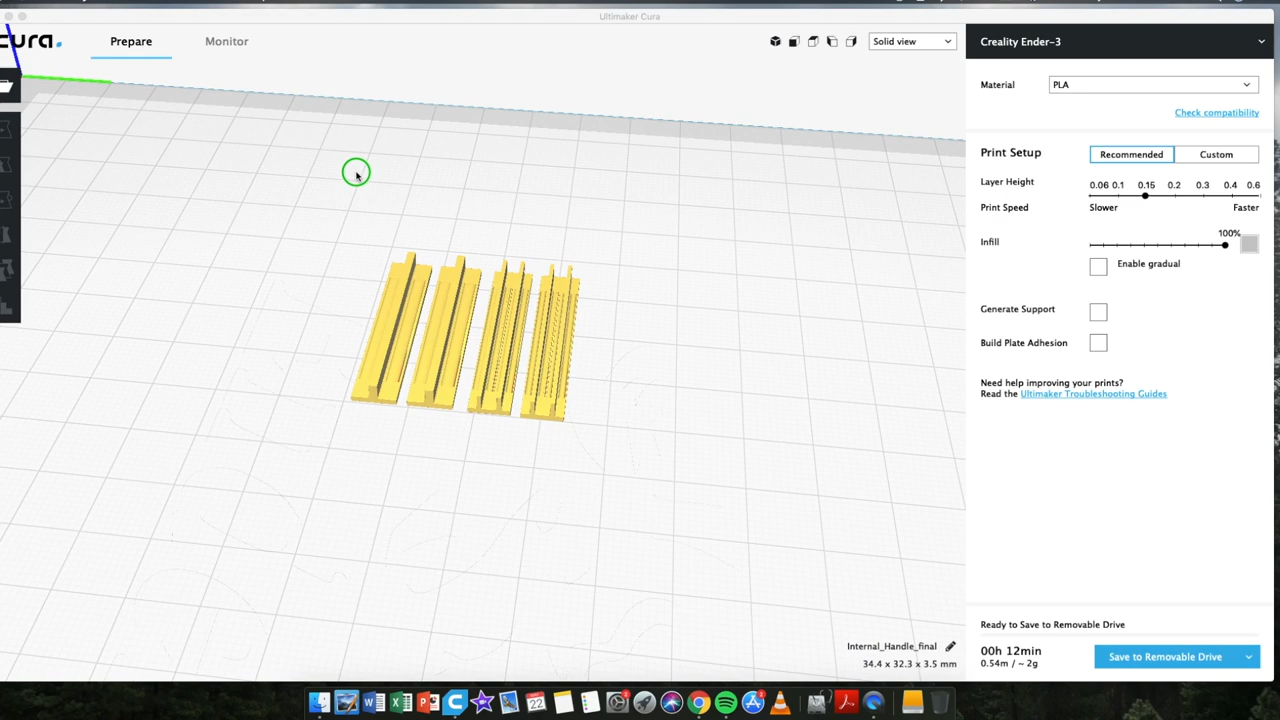 Ultimaker Cura
cura.
Prepare
Monitor
Solid view
Creality Ender-3
Material
PLA
Check compatibility
Print Setup
Recommended
Custom
Layer Height
0.06 0.1 0.15 0.2 0.3 0.4 0.6
Print Speed
Slower
Faster
100%
Infill
Enable gradual
Generate Support
Build Plate Adhesion
Need help improving your prints?
Read the Ultimaker Troubleshooting Guides
Internal_Handle_final
34.4 x 32.3 x 3.5 mm
Ready to Save to Removable Drive
00h 12min
0.54m / ~ 2g
Save to Removable Drive
22